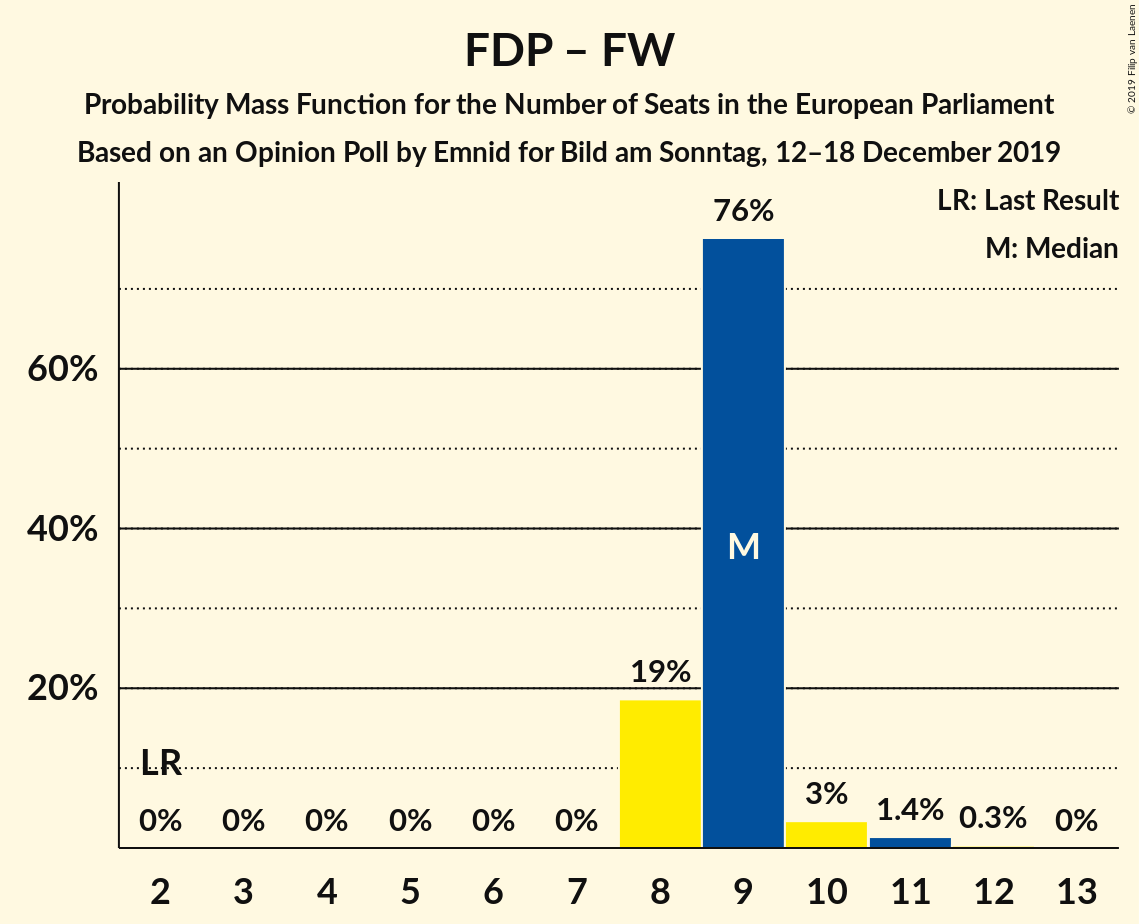 FDP – FW
Probability Mass Function for the Number of Seats in the European Parliament
Based on an Opinion Poll by Emnid for Bild am Sonntag, 12–18 December 2019
© 2019 Filip van Laenen
LR: Last Result
M: Median
76%
60%
40%
M
20%
19%
LR
0% 0% 0% 0% 0% 0% 3% 1.4% 0.3% 0%
2 3 4 5 6 7 8 9 10 11 12 13